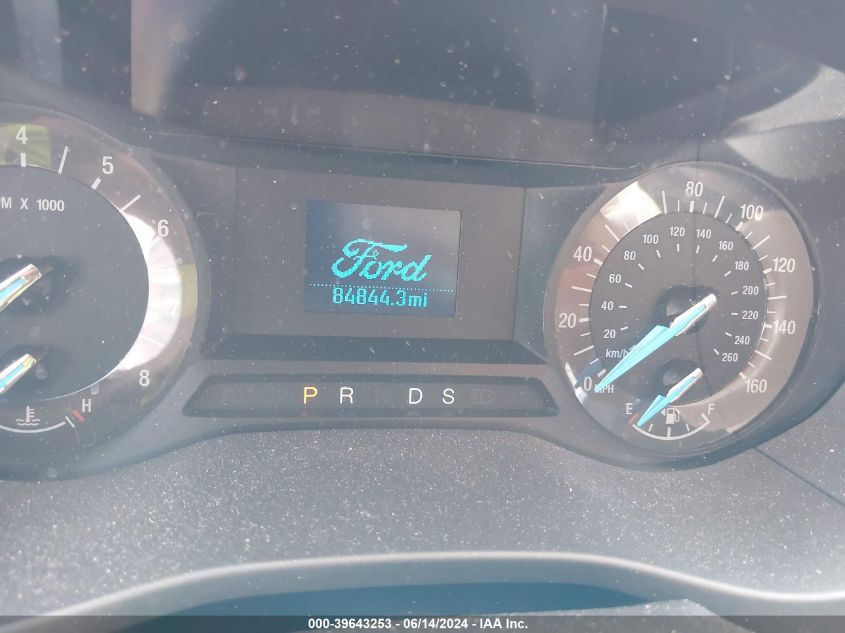 4
5
6
7
8
PM X 1000
H
Ford
84844.3mi
P R N D S
0 20 40 80 100 120 140 160
MPH
20 40 60 80 100 120 140 160 180 200 220 240 260
km/h
E F
000-39643253 - 06/14/2024 - IAA Inc.